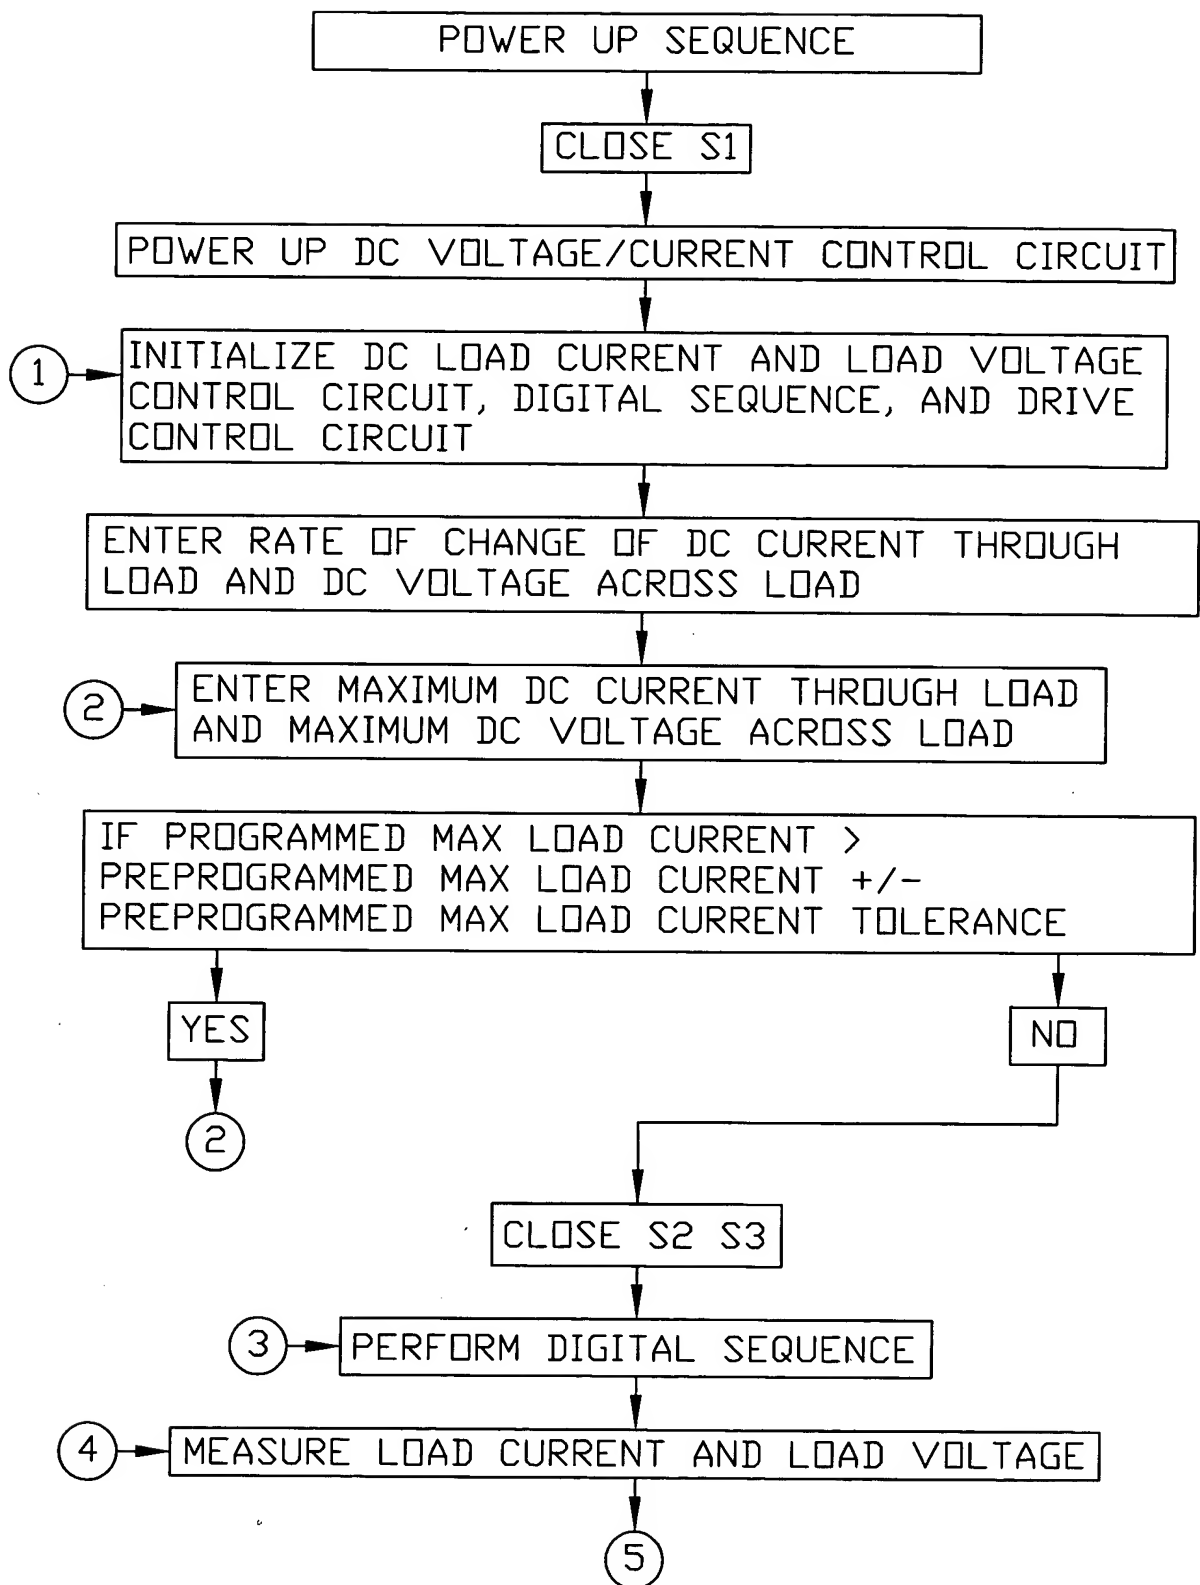 POWER UP SEQUENCE
CLOSE S1
POWER UP DC VOLTAGE/CURRENT CONTROL CIRCUIT
1
INITIALIZE DC LOAD CURRENT AND LOAD VOLTAGE
CONTROL CIRCUIT, DIGITAL SEQUENCE, AND DRIVE
CONTROL CIRCUIT
ENTER RATE OF CHANGE OF DC CURRENT THROUGH
LOAD AND DC VOLTAGE ACROSS LOAD
2
ENTER MAXIMUM DC CURRENT THROUGH LOAD
AND MAXIMUM DC VOLTAGE ACROSS LOAD
IF PROGRAMMED MAX LOAD CURRENT >
PREPROGRAMMED MAX LOAD CURRENT +/-
PREPROGRAMMED MAX LOAD CURRENT TOLERANCE
YES
NO
2
CLOSE S2 S3
3
PERFORM DIGITAL SEQUENCE
4
MEASURE LOAD CURRENT AND LOAD VOLTAGE
5